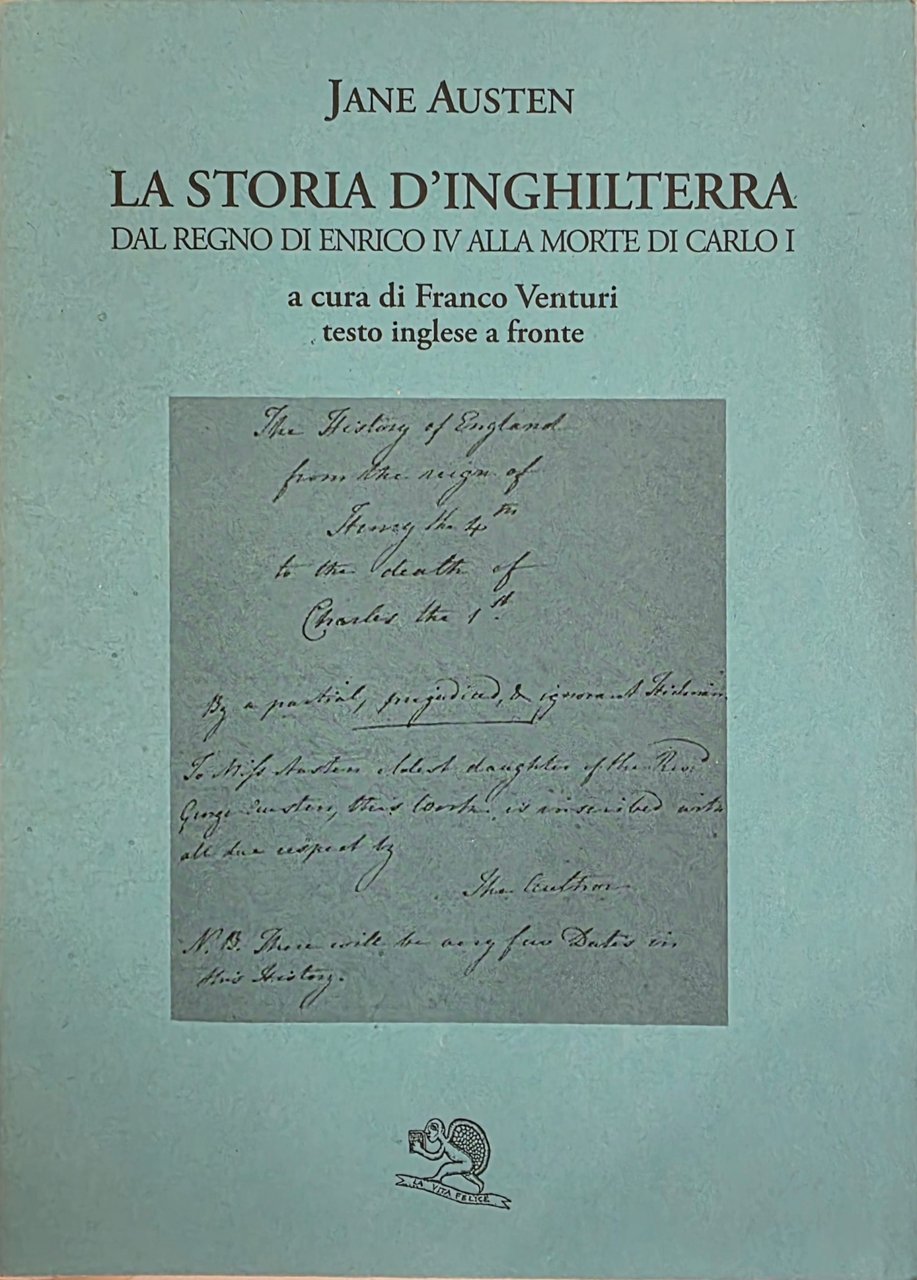 JANE AUSTEN
LA STORIA D'INGHILTERRA
DAL REGNO DI ENRICO IV ALLA MORTE DI CARLO I
a cura di Franco Venturi
testo inglese a fronte
The History of England
from the reign of
Henry the 4th
to the death of
Charles the 1st
By a partial, prejudiced, & ignorant Historian
To Miss Austen eldest daughter of the Revd
George Austen, this Work is inscribed with
all due respect by
The Author
N.B. There will be very few Dates in
this History.
LA VITA FELICE